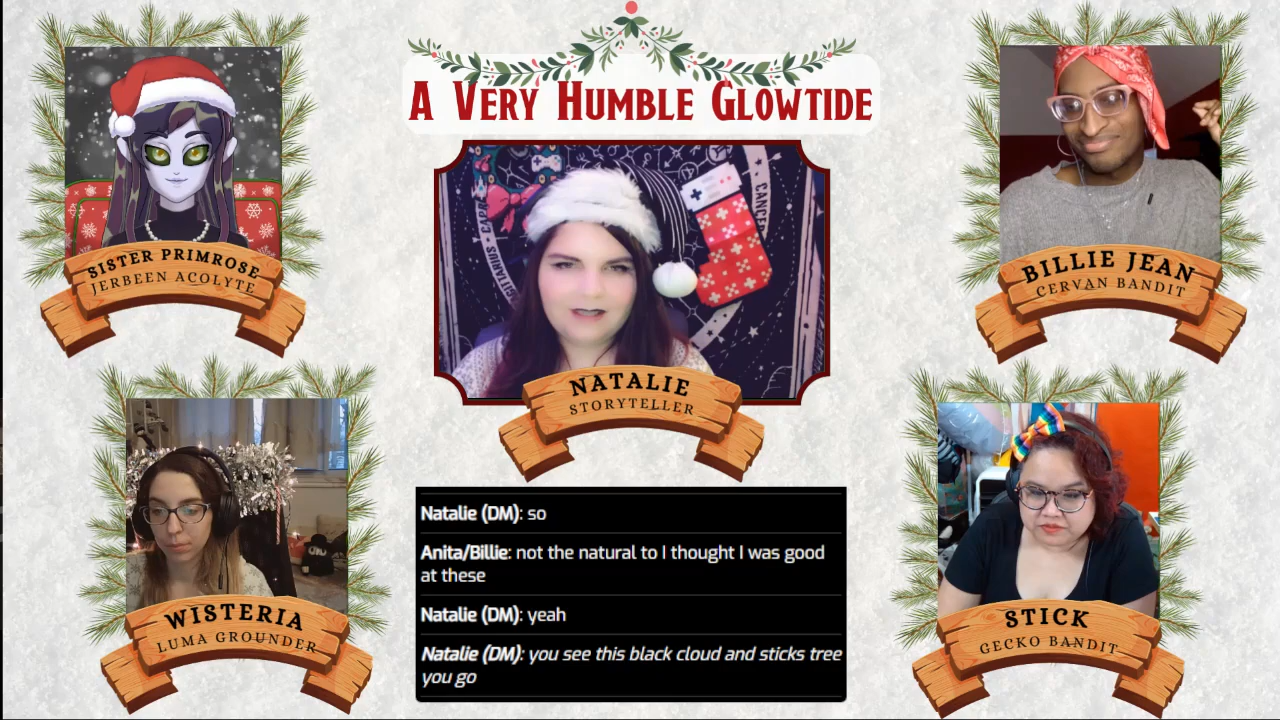 A Very Humble Glowtide
SISTER PRIMROSE
JERBEEN ACOLYTE
BILLIE JEAN
CERVAN BANDIT
CANCER
NATALIE
STORYTELLER
WISTERIA
LUMA GROUNDER
STICK
GECKO BANDIT
Natalie (DM): so
Anita/Billie: not the natural to I thought I was good
at these
Natalie (DM): yeah
Natalie (DM): you see this black cloud and sticks tree
you go